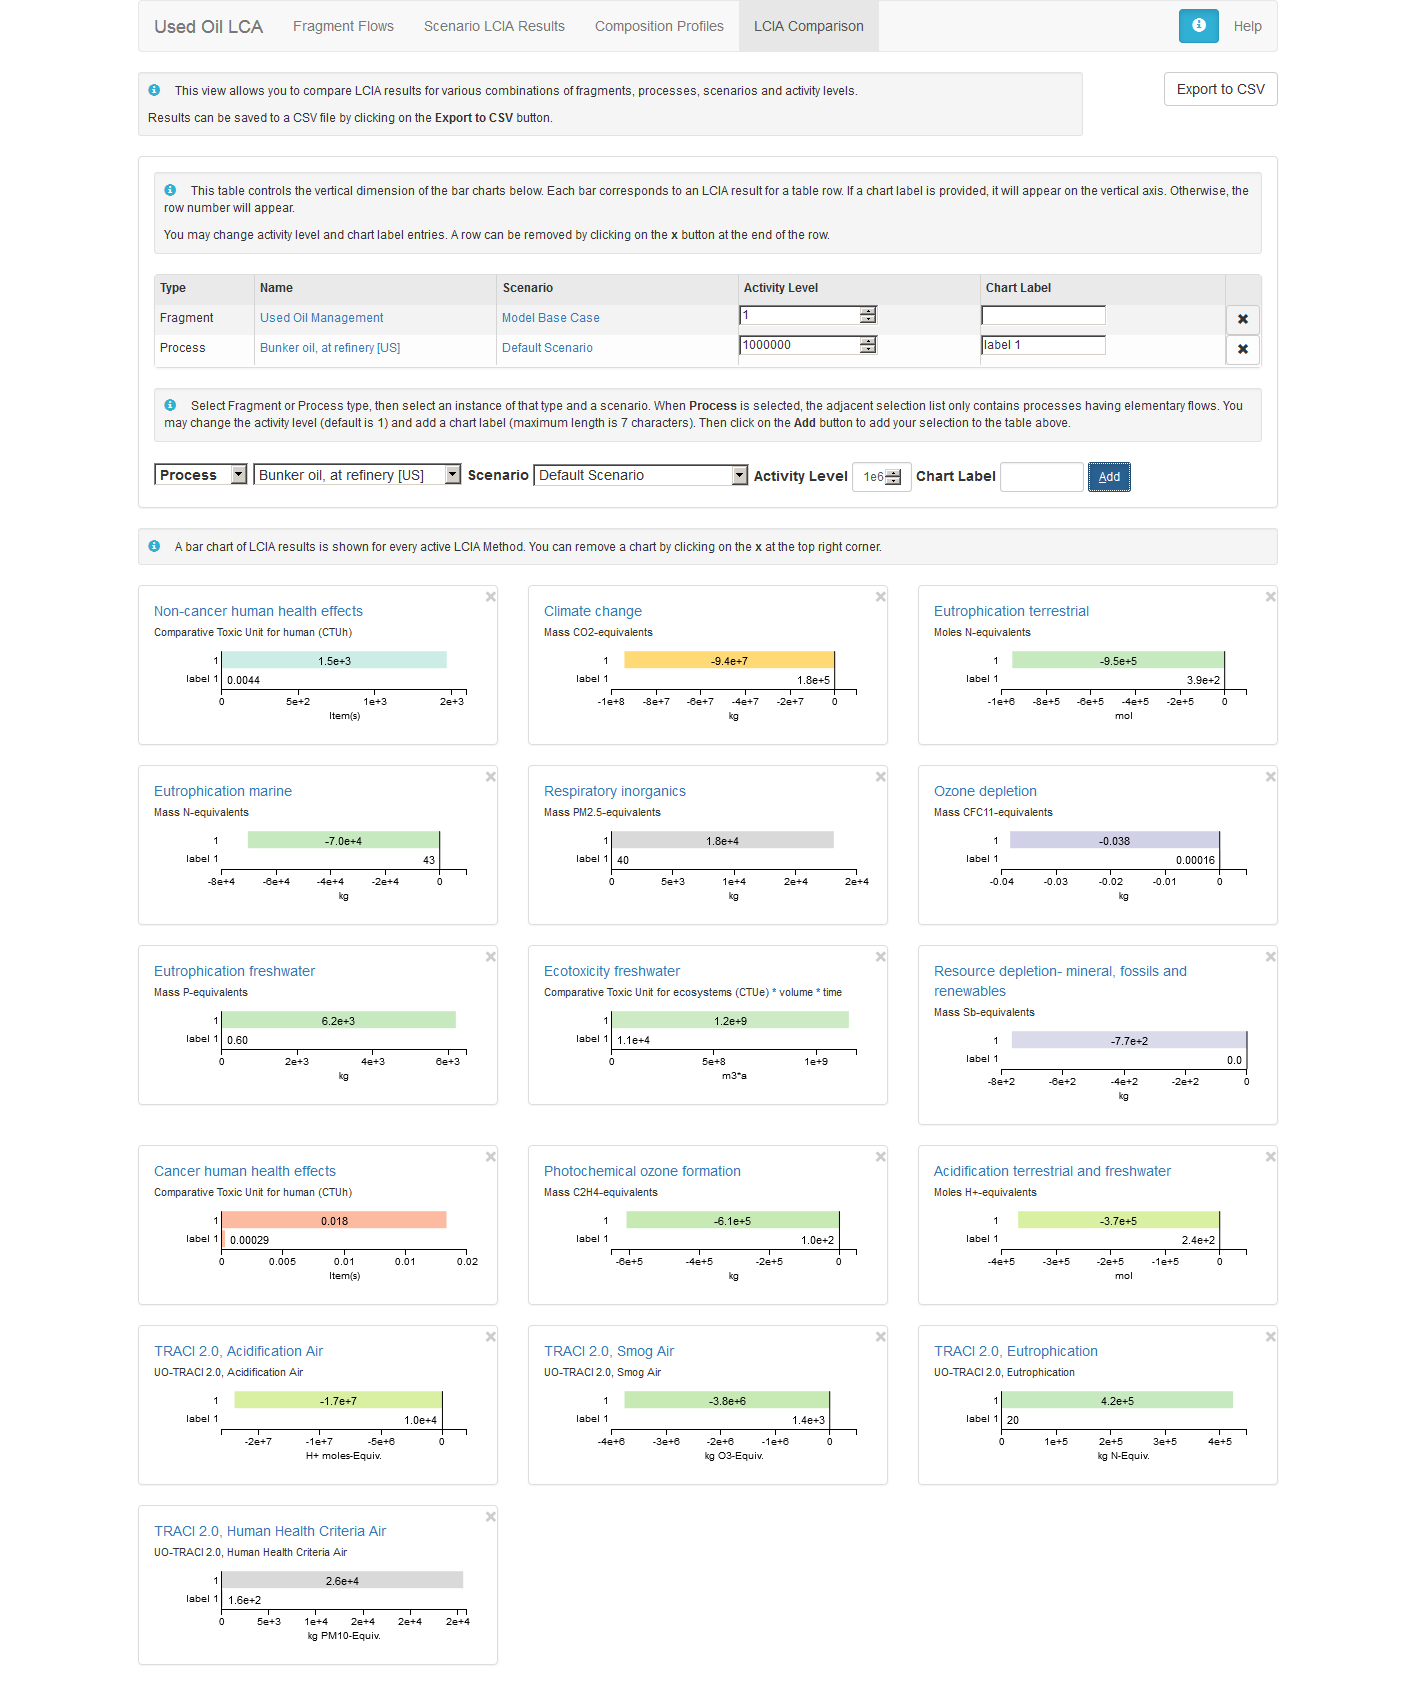 Used Oil LCA Fragment Flows Scenario LCIA Results Composition Profiles LCIA Comparison Help
This view allows you to compare LCIA results for various combinations of fragments, processes, scenarios and activity levels.
Export to CSV
Results can be saved to a CSV file by clicking on the Export to CSV button.
This table controls the vertical dimension of the bar charts below. Each bar corresponds to an LCIA result for a table row. If a chart label is provided, it will appear on the vertical axis. Otherwise, the
row number will appear.
You may change activity level and chart label entries. A row can be removed by clicking on the x button at the end of the row.
Type Name Scenario Activity Level Chart Label
Fragment Used Oil Management Model Base Case 1
Process Bunker oil, at refinery [US] Default Scenario 1000000 label 1
Select Fragment or Process type, then select an instance of that type and a scenario. When Process is selected, the adjacent selection list only contains processes having elementary flows. You
may change the activity level (default is 1) and add a chart label (maximum length is 7 characters). Then click on the Add button to add your selection to the table above.
Process Bunker oil, at refinery [US] Scenario Default Scenario Activity Level 1e6 Chart Label Add
A bar chart of LCIA results is shown for every active LCIA Method. You can remove a chart by clicking on the x at the top right corner.
Non-cancer human health effects
Comparative Toxic Unit for human (CTUh)
1 1.5e+3
label 1 0.0044
0 5e+2 1e+3 2e+3
Item(s)
Climate change
Mass CO2-equivalents
1 -9.4e+7
label 1 1.8e+5
-1e+8 -8e+7 -6e+7 -4e+7 -2e+7 0
kg
Eutrophication terrestrial
Moles N-equivalents
1 -9.5e+5
label 1 3.9e+2
-1e+6 -8e+5 -6e+5 -4e+5 -2e+5 0
mol
Eutrophication marine
Mass N-equivalents
1 -7.0e+4
label 1 43
-8e+4 -6e+4 -4e+4 -2e+4 0
kg
Respiratory inorganics
Mass PM2.5-equivalents
1 1.8e+4
label 1 40
0 5e+3 1e+4 2e+4 2e+4
kg
Ozone depletion
Mass CFC11-equivalents
1 -0.038
label 1 0.00016
-0.04 -0.03 -0.02 -0.01 0
kg
Eutrophication freshwater
Mass P-equivalents
1 6.2e+3
label 1 0.60
0 2e+3 4e+3 6e+3
kg
Ecotoxicity freshwater
Comparative Toxic Unit for ecosystems (CTUe) * volume * time
1 1.2e+9
label 1 1.1e+4
0 5e+8 1e+9
m3*a
Resource depletion- mineral, fossils and
renewables
Mass Sb-equivalents
1 -7.7e+2
label 1 0.0
-8e+2 -6e+2 -4e+2 -2e+2 0
kg
Cancer human health effects
Comparative Toxic Unit for human (CTUh)
1 0.018
label 1 0.00029
0 0.005 0.01 0.01 0.02
Item(s)
Photochemical ozone formation
Mass C2H4-equivalents
1 -6.1e+5
label 1 1.0e+2
-6e+5 -4e+5 -2e+5 0
kg
Acidification terrestrial and freshwater
Moles H+-equivalents
1 -3.7e+5
label 1 2.4e+2
-4e+5 -3e+5 -2e+5 -1e+5 0
mol
TRACI 2.0, Acidification Air
UO-TRACI 2.0, Acidification Air
1 -1.7e+7
label 1 1.0e+4
-2e+7 -1e+7 -5e+6 0
H+ moles-Equiv.
TRACI 2.0, Smog Air
UO-TRACI 2.0, Smog Air
1 -3.8e+6
label 1 1.4e+3
-4e+6 -3e+6 -2e+6 -1e+6 0
kg O3-Equiv.
TRACI 2.0, Eutrophication
UO-TRACI 2.0, Eutrophication
1 4.2e+5
label 1 20
0 1e+5 2e+5 3e+5 4e+5
kg N-Equiv.
TRACI 2.0, Human Health Criteria Air
UO-TRACI 2.0, Human Health Criteria Air
1 2.6e+4
label 1 1.6e+2
0 5e+3 1e+4 2e+4 2e+4 2e+4
kg PM10-Equiv.